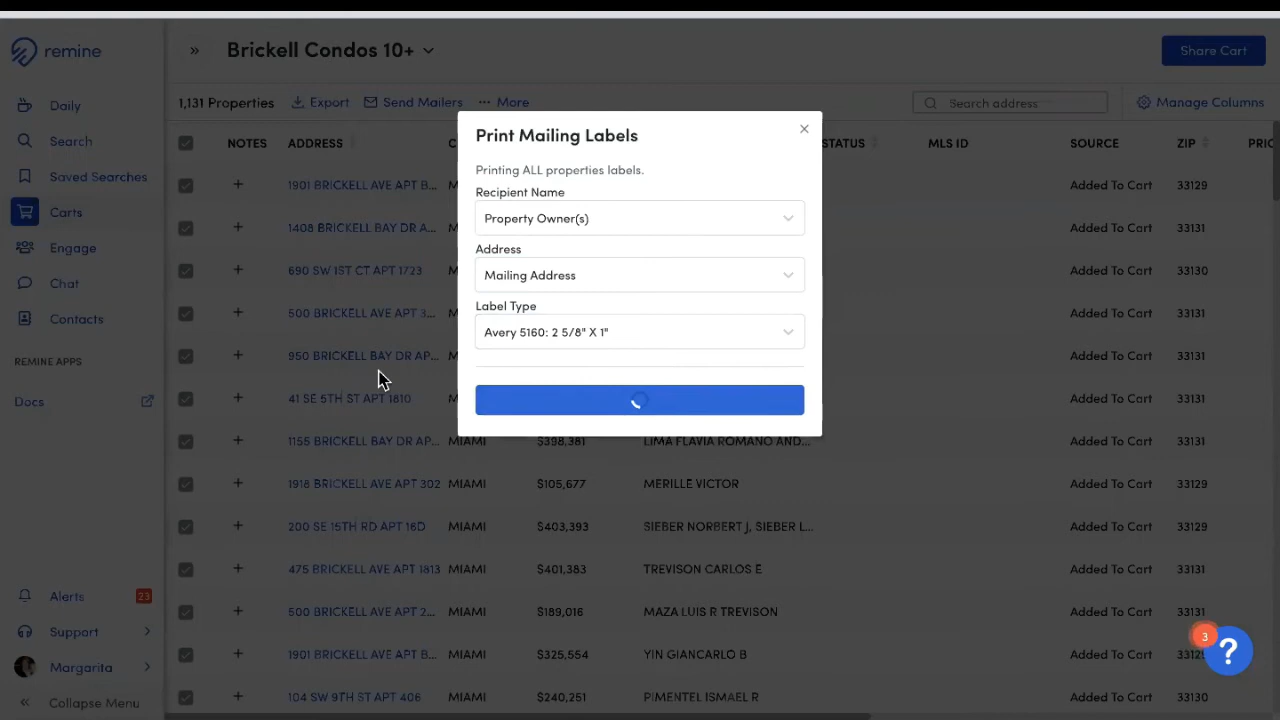 remine
» Brickell Condos 10+
Share Cart
Daily
Search
Saved Searches
Carts
Engage
Chat
Contacts
REMINE APPS
Docs
Alerts 23
Support
Margarita
« Collapse Menu
1,131 Properties Export Send Mailers ••• More Search address Manage Columns
NOTES ADDRESS C STATUS MLS ID SOURCE ZIP PRIC
+ 1901 BRICKELL AVE APT B... M Added To Cart 33129
+ 1408 BRICKELL BAY DR A... M Added To Cart 33131
+ 690 SW 1ST CT APT 1723 M Added To Cart 33130
+ 500 BRICKELL AVE APT 3... M Added To Cart 33131
+ 950 BRICKELL BAY DR AP... M Added To Cart 33131
+ 41 SE 5TH ST APT 1810 M Added To Cart 33131
+ 1155 BRICKELL BAY DR AP... MIAMI $398,381 LIMA FLAVIA ROMANO AND... Added To Cart 33131
+ 1918 BRICKELL AVE APT 302 MIAMI $105,677 MERILLE VICTOR Added To Cart 33129
+ 200 SE 15TH RD APT 16D MIAMI $403,393 SIEBER NORBERT J, SIEBER L... Added To Cart 33129
+ 475 BRICKELL AVE APT 1813 MIAMI $401,383 TREVISON CARLOS E Added To Cart 33131
+ 500 BRICKELL AVE APT 2... MIAMI $189,016 MAZA LUIS R TREVISON Added To Cart 33131
+ 1901 BRICKELL AVE APT B... MIAMI $325,554 YIN GIANCARLO B Added To Cart 3312
+ 104 SW 9TH ST APT 406 MIAMI $240,251 PIMENTEL ISMAEL R Added To Cart 33130
Print Mailing Labels ×
Printing ALL properties labels.
Recipient Name
Property Owner(s)
Address
Mailing Address
Label Type
Avery 5160: 2 5/8" X 1"
3
?